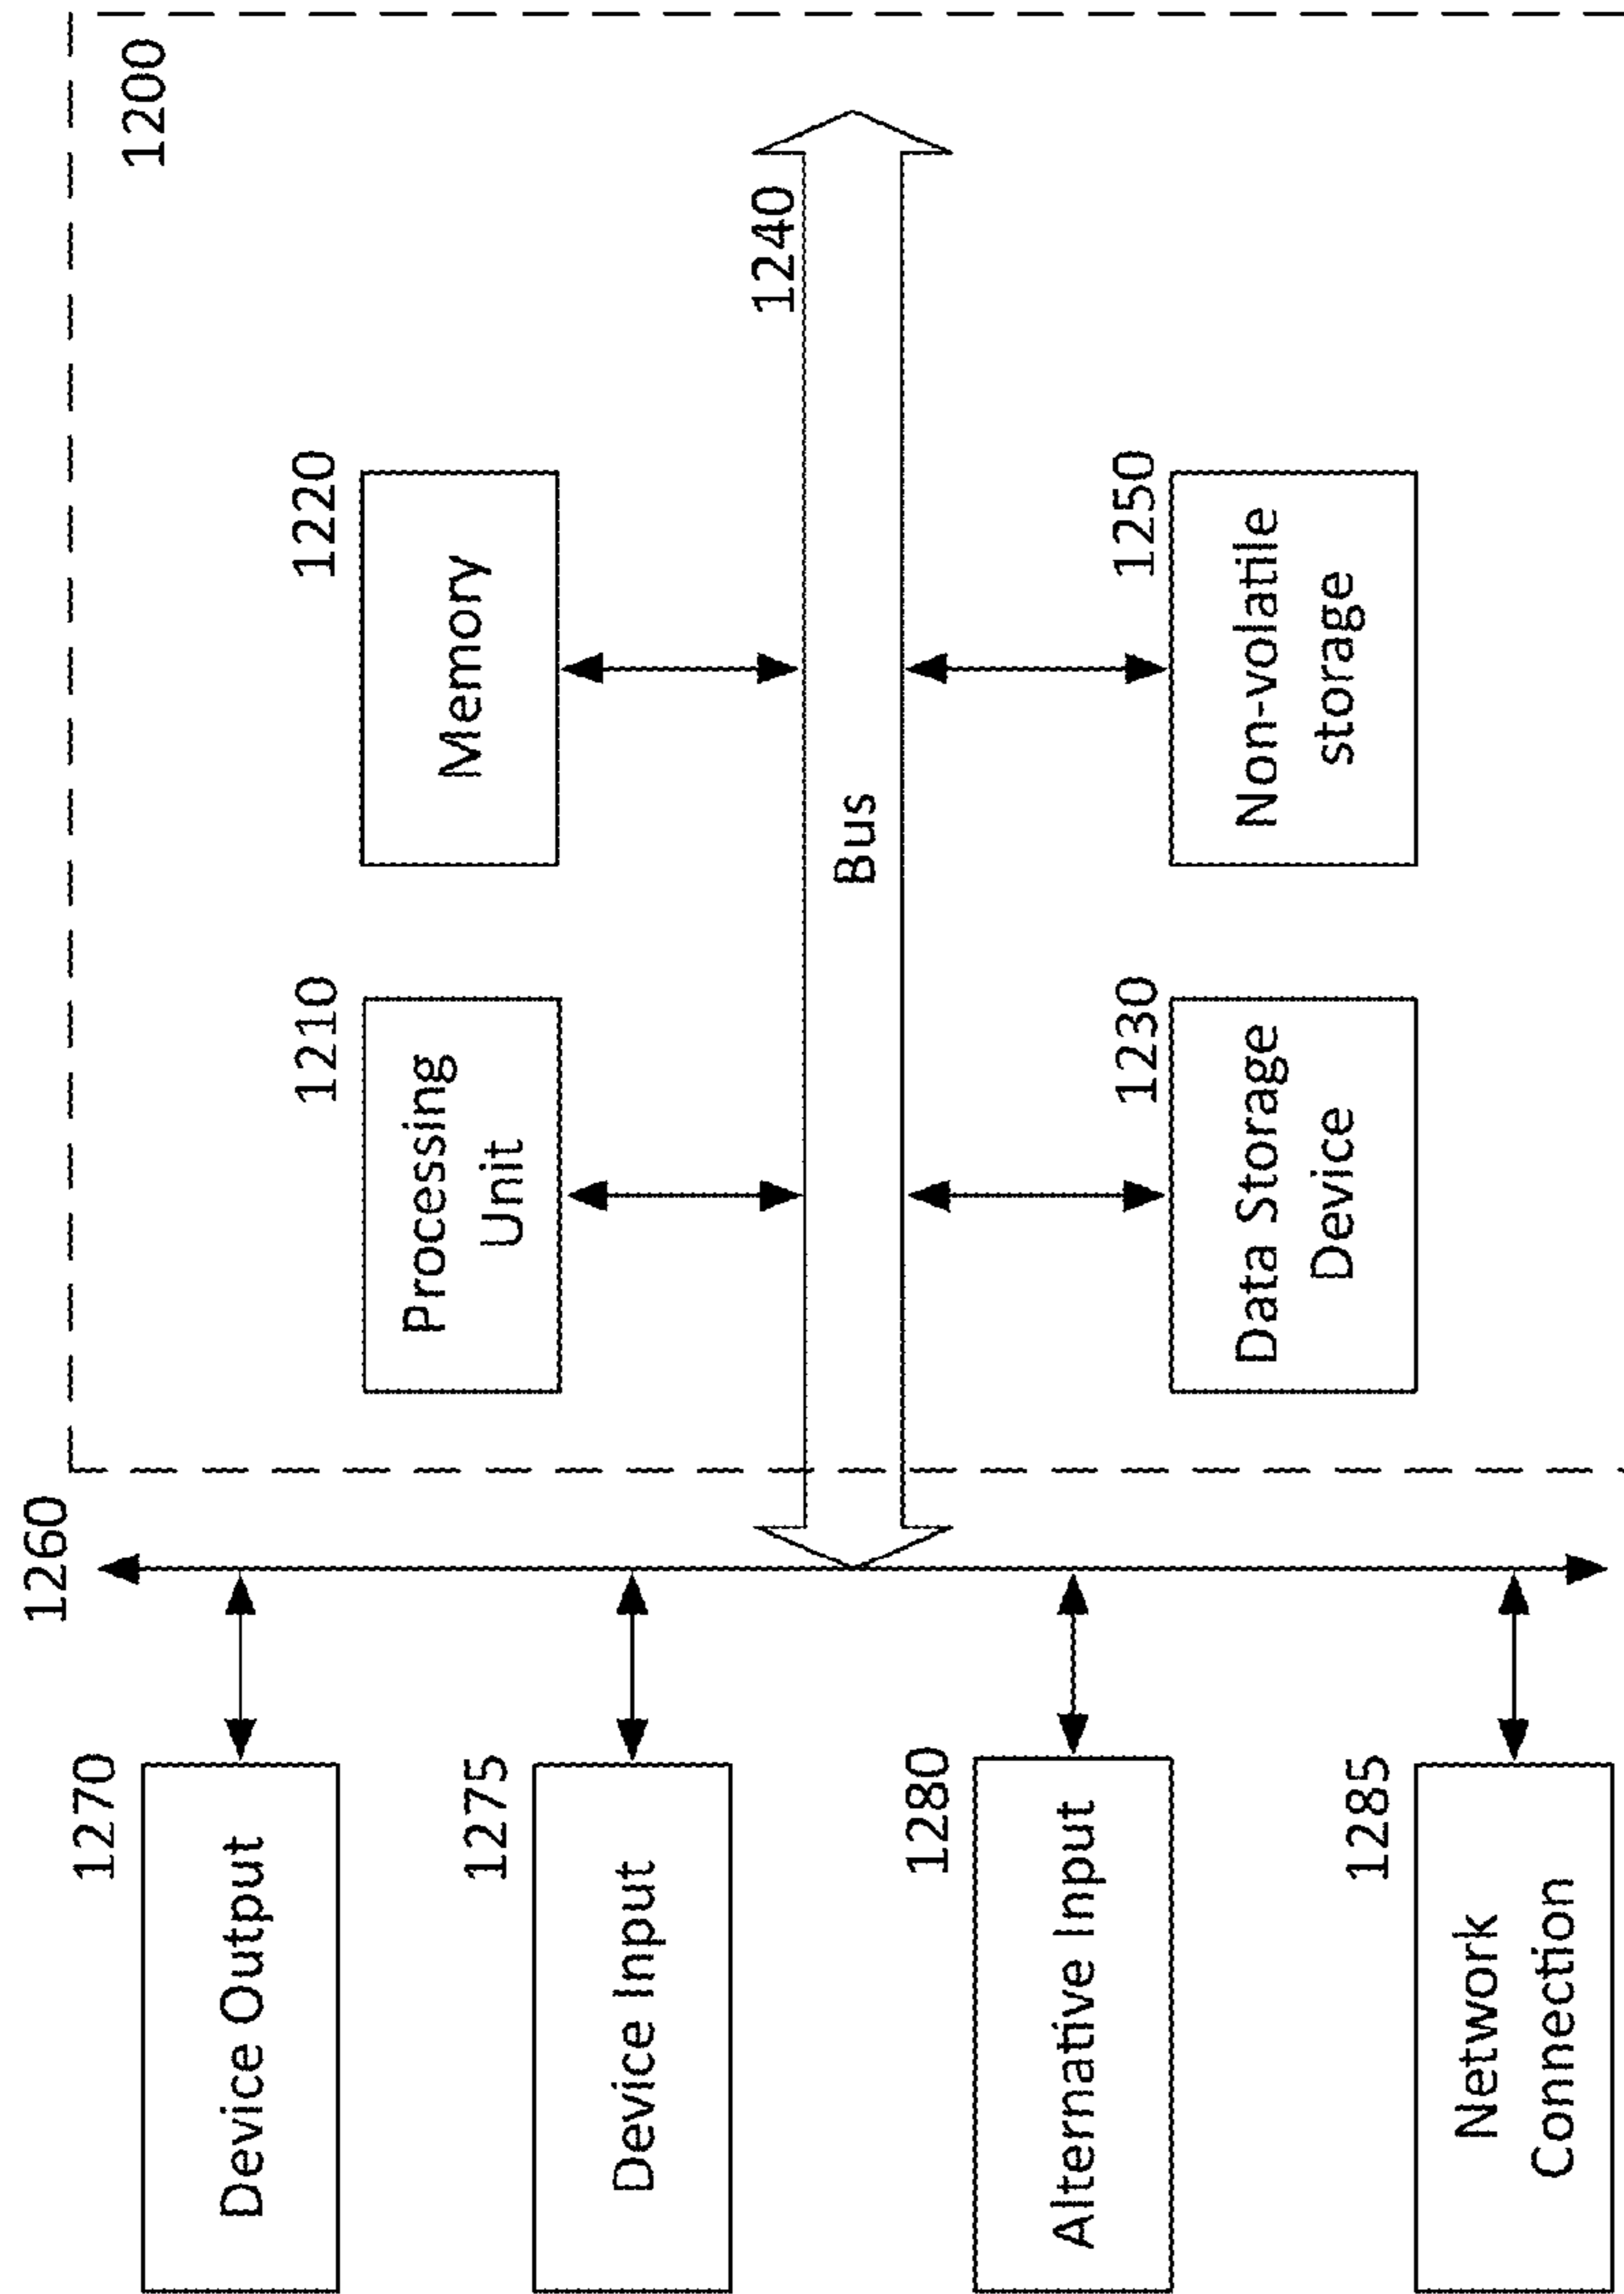 1270
Device Output
1275
Device Input
1280
Alternative Input
1285
Network
Connection
1260
1200
1210
Processing
Unit
1220
Memory
1240
Bus
1230
Data Storage
Device
1250
Non-volatile
storage